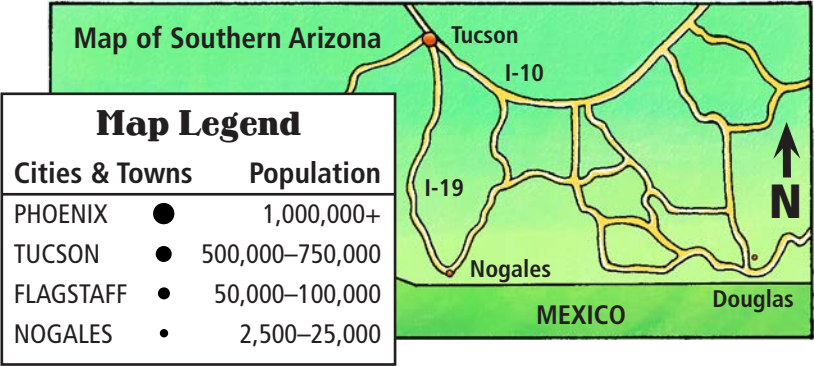 Map of Southern Arizona
Tucson
I-10
Map Legend
Cities & Towns Population
PHOENIX 1,000,000+
TUCSON 500,000–750,000
FLAGSTAFF 50,000–100,000
NOGALES 2,500–25,000
I-19
N
Nogales
Douglas
MEXICO